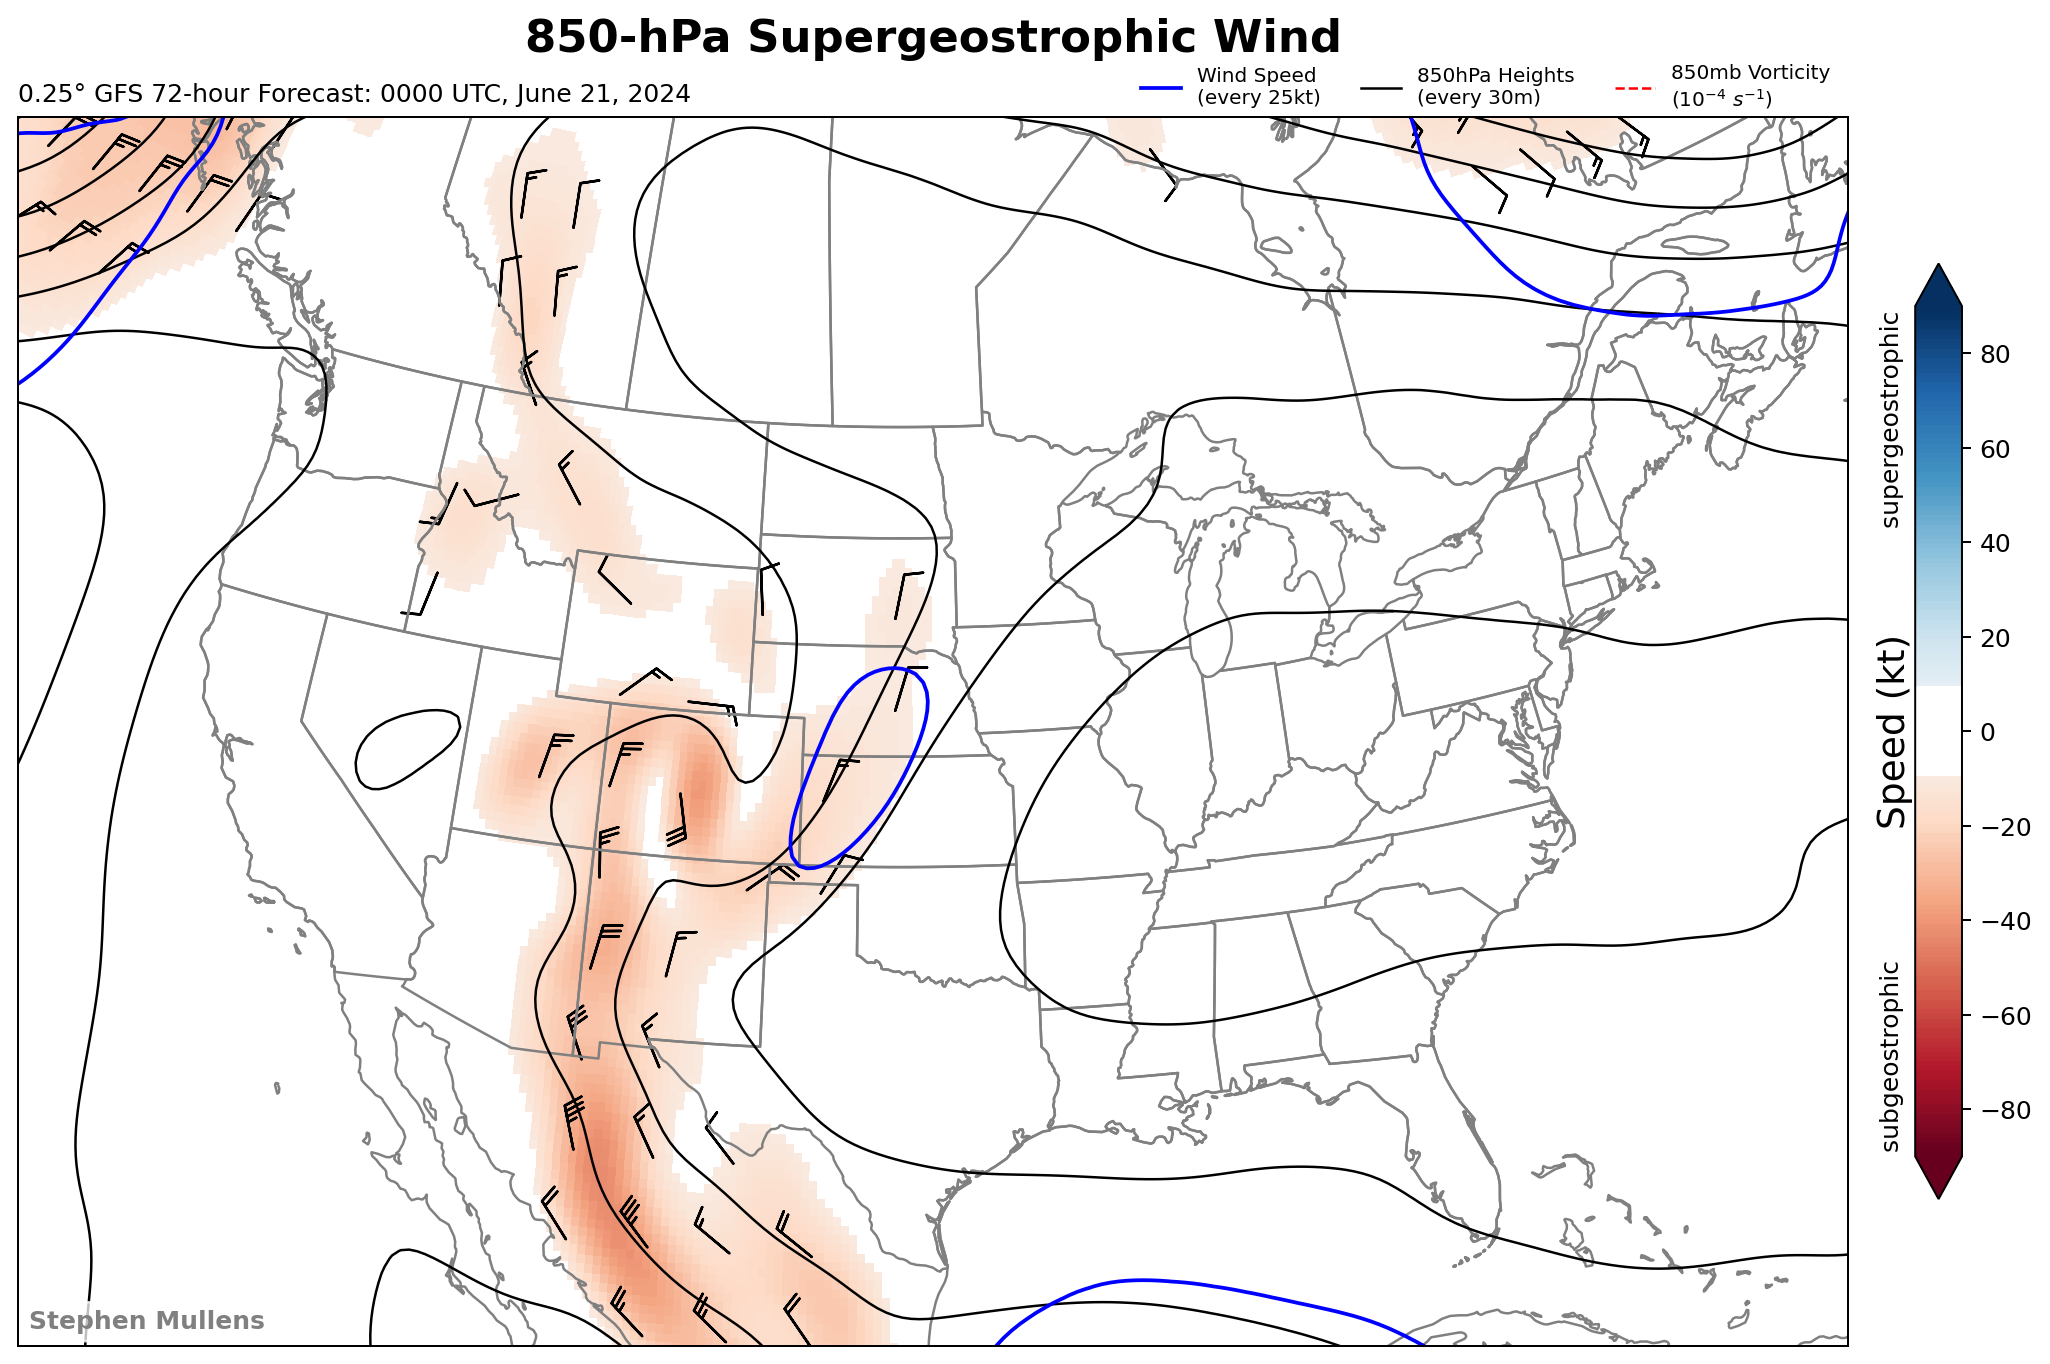 850-hPa Supergeostrophic Wind
0.25° GFS 72-hour Forecast: 0000 UTC, June 21, 2024
Wind Speed
(every 25kt)
850hPa Heights
(every 30m)
850mb Vorticity
(10⁻⁴ s⁻¹)
supergeostrophic
Speed (kt)
subgeostrophic
80
60
40
20
0
−20
−40
−60
−80
Stephen Mullens